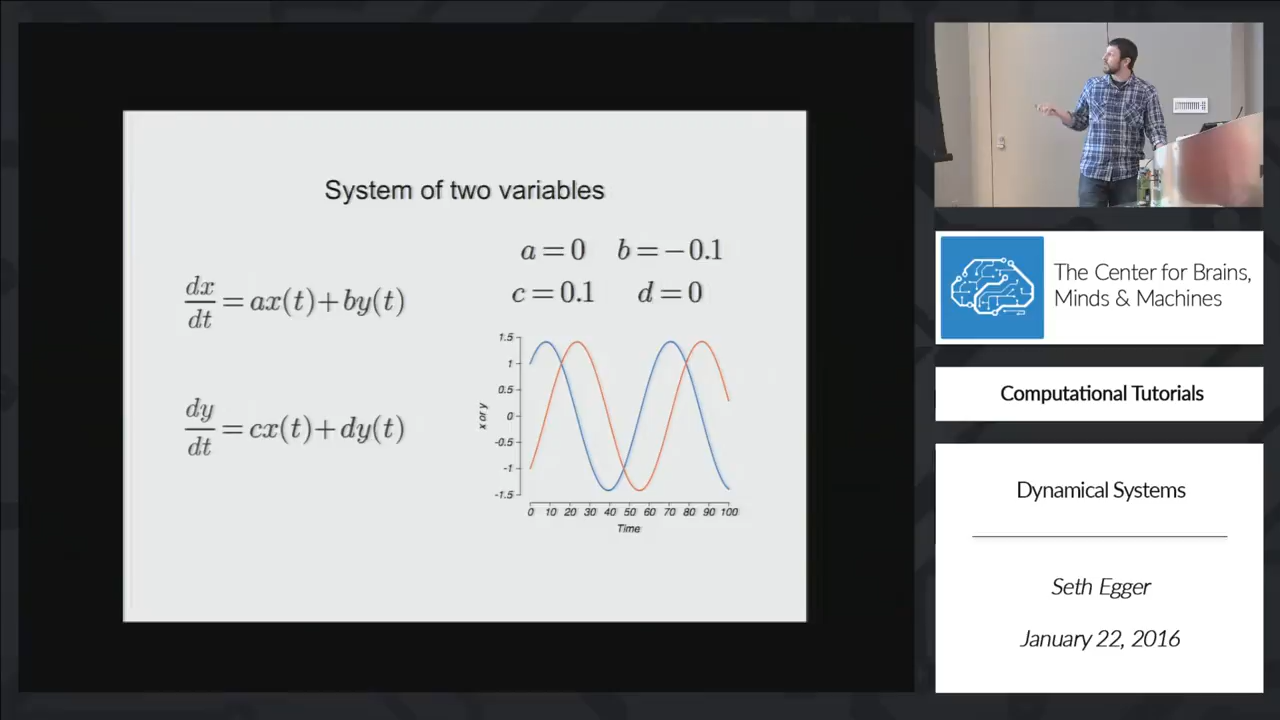 System of two variables
a=0 b=−0.1
c=0.1 d=0
dx/dt = ax(t)+by(t)
dy/dt = cx(t)+dy(t)
1.5
1
0.5
0
-0.5
-1
-1.5
x or y
0 10 20 30 40 50 60 70 80 90 100
Time
The Center for Brains,
Minds & Machines
Computational Tutorials
Dynamical Systems
Seth Egger
January 22, 2016